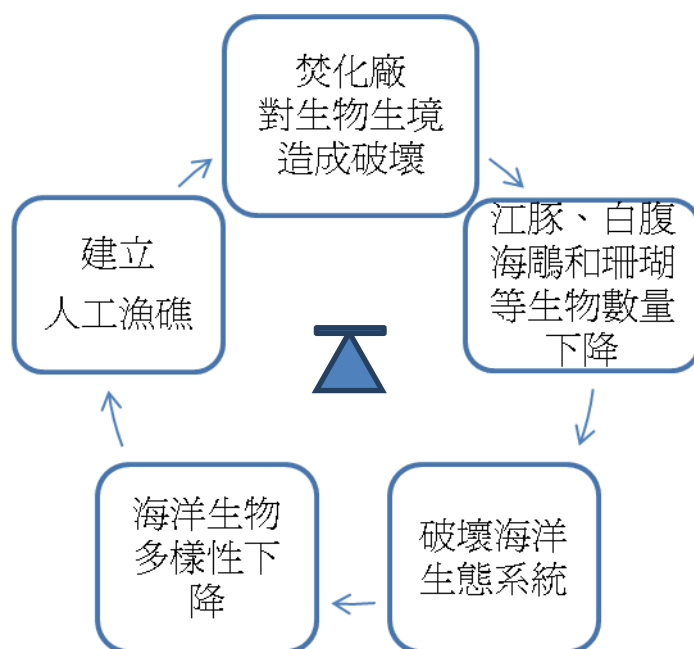 焚化廠
對生物生境
造成破壞
江豚、白腹
海鵰和珊瑚
等生物數量
下降
破壞海洋
生態系統
海洋生物
多樣性下
降
建立
人工漁礁